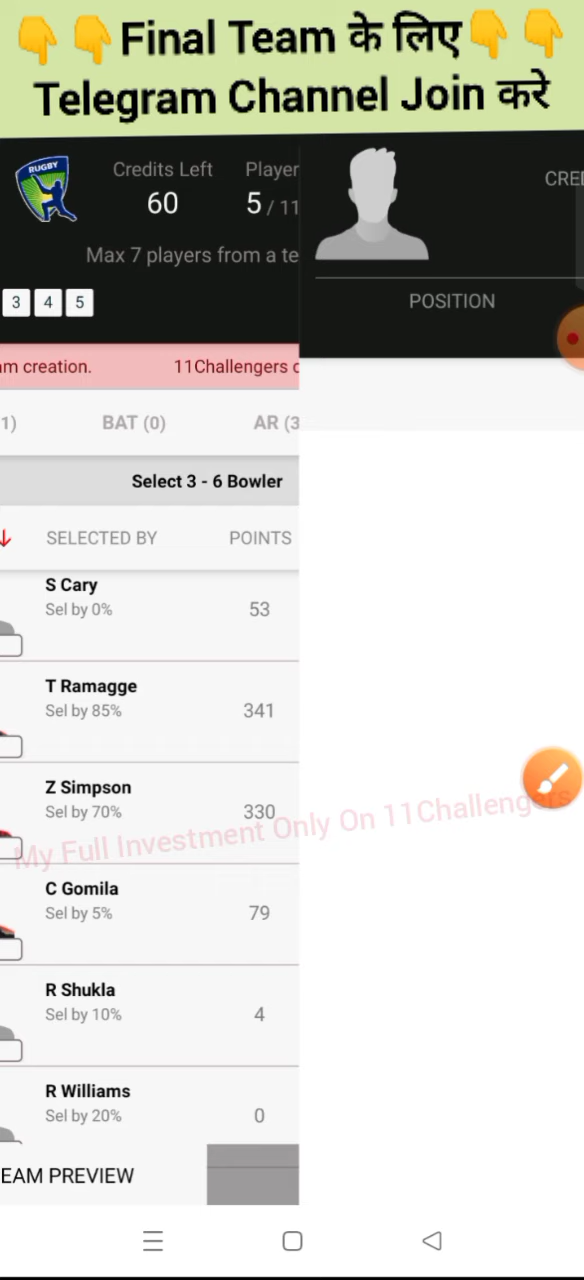 👇👇Final Team के लिए👇👇
Telegram Channel Join करे
RUGBY
Credits Left
Player
60
5 / 11
CREI
Max 7 players from a te
3 4 5
POSITION
am creation.
11Challengers c
1)
BAT (0)
AR (3
Select 3 - 6 Bowler
↓ SELECTED BY
POINTS
S Cary
Sel by 0%
53
T Ramagge
Sel by 85%
341
Z Simpson
Sel by 70%
330
My Full Investment Only On 11Challengers
C Gomila
Sel by 5%
79
R Shukla
Sel by 10%
4
R Williams
Sel by 20%
0
EAM PREVIEW